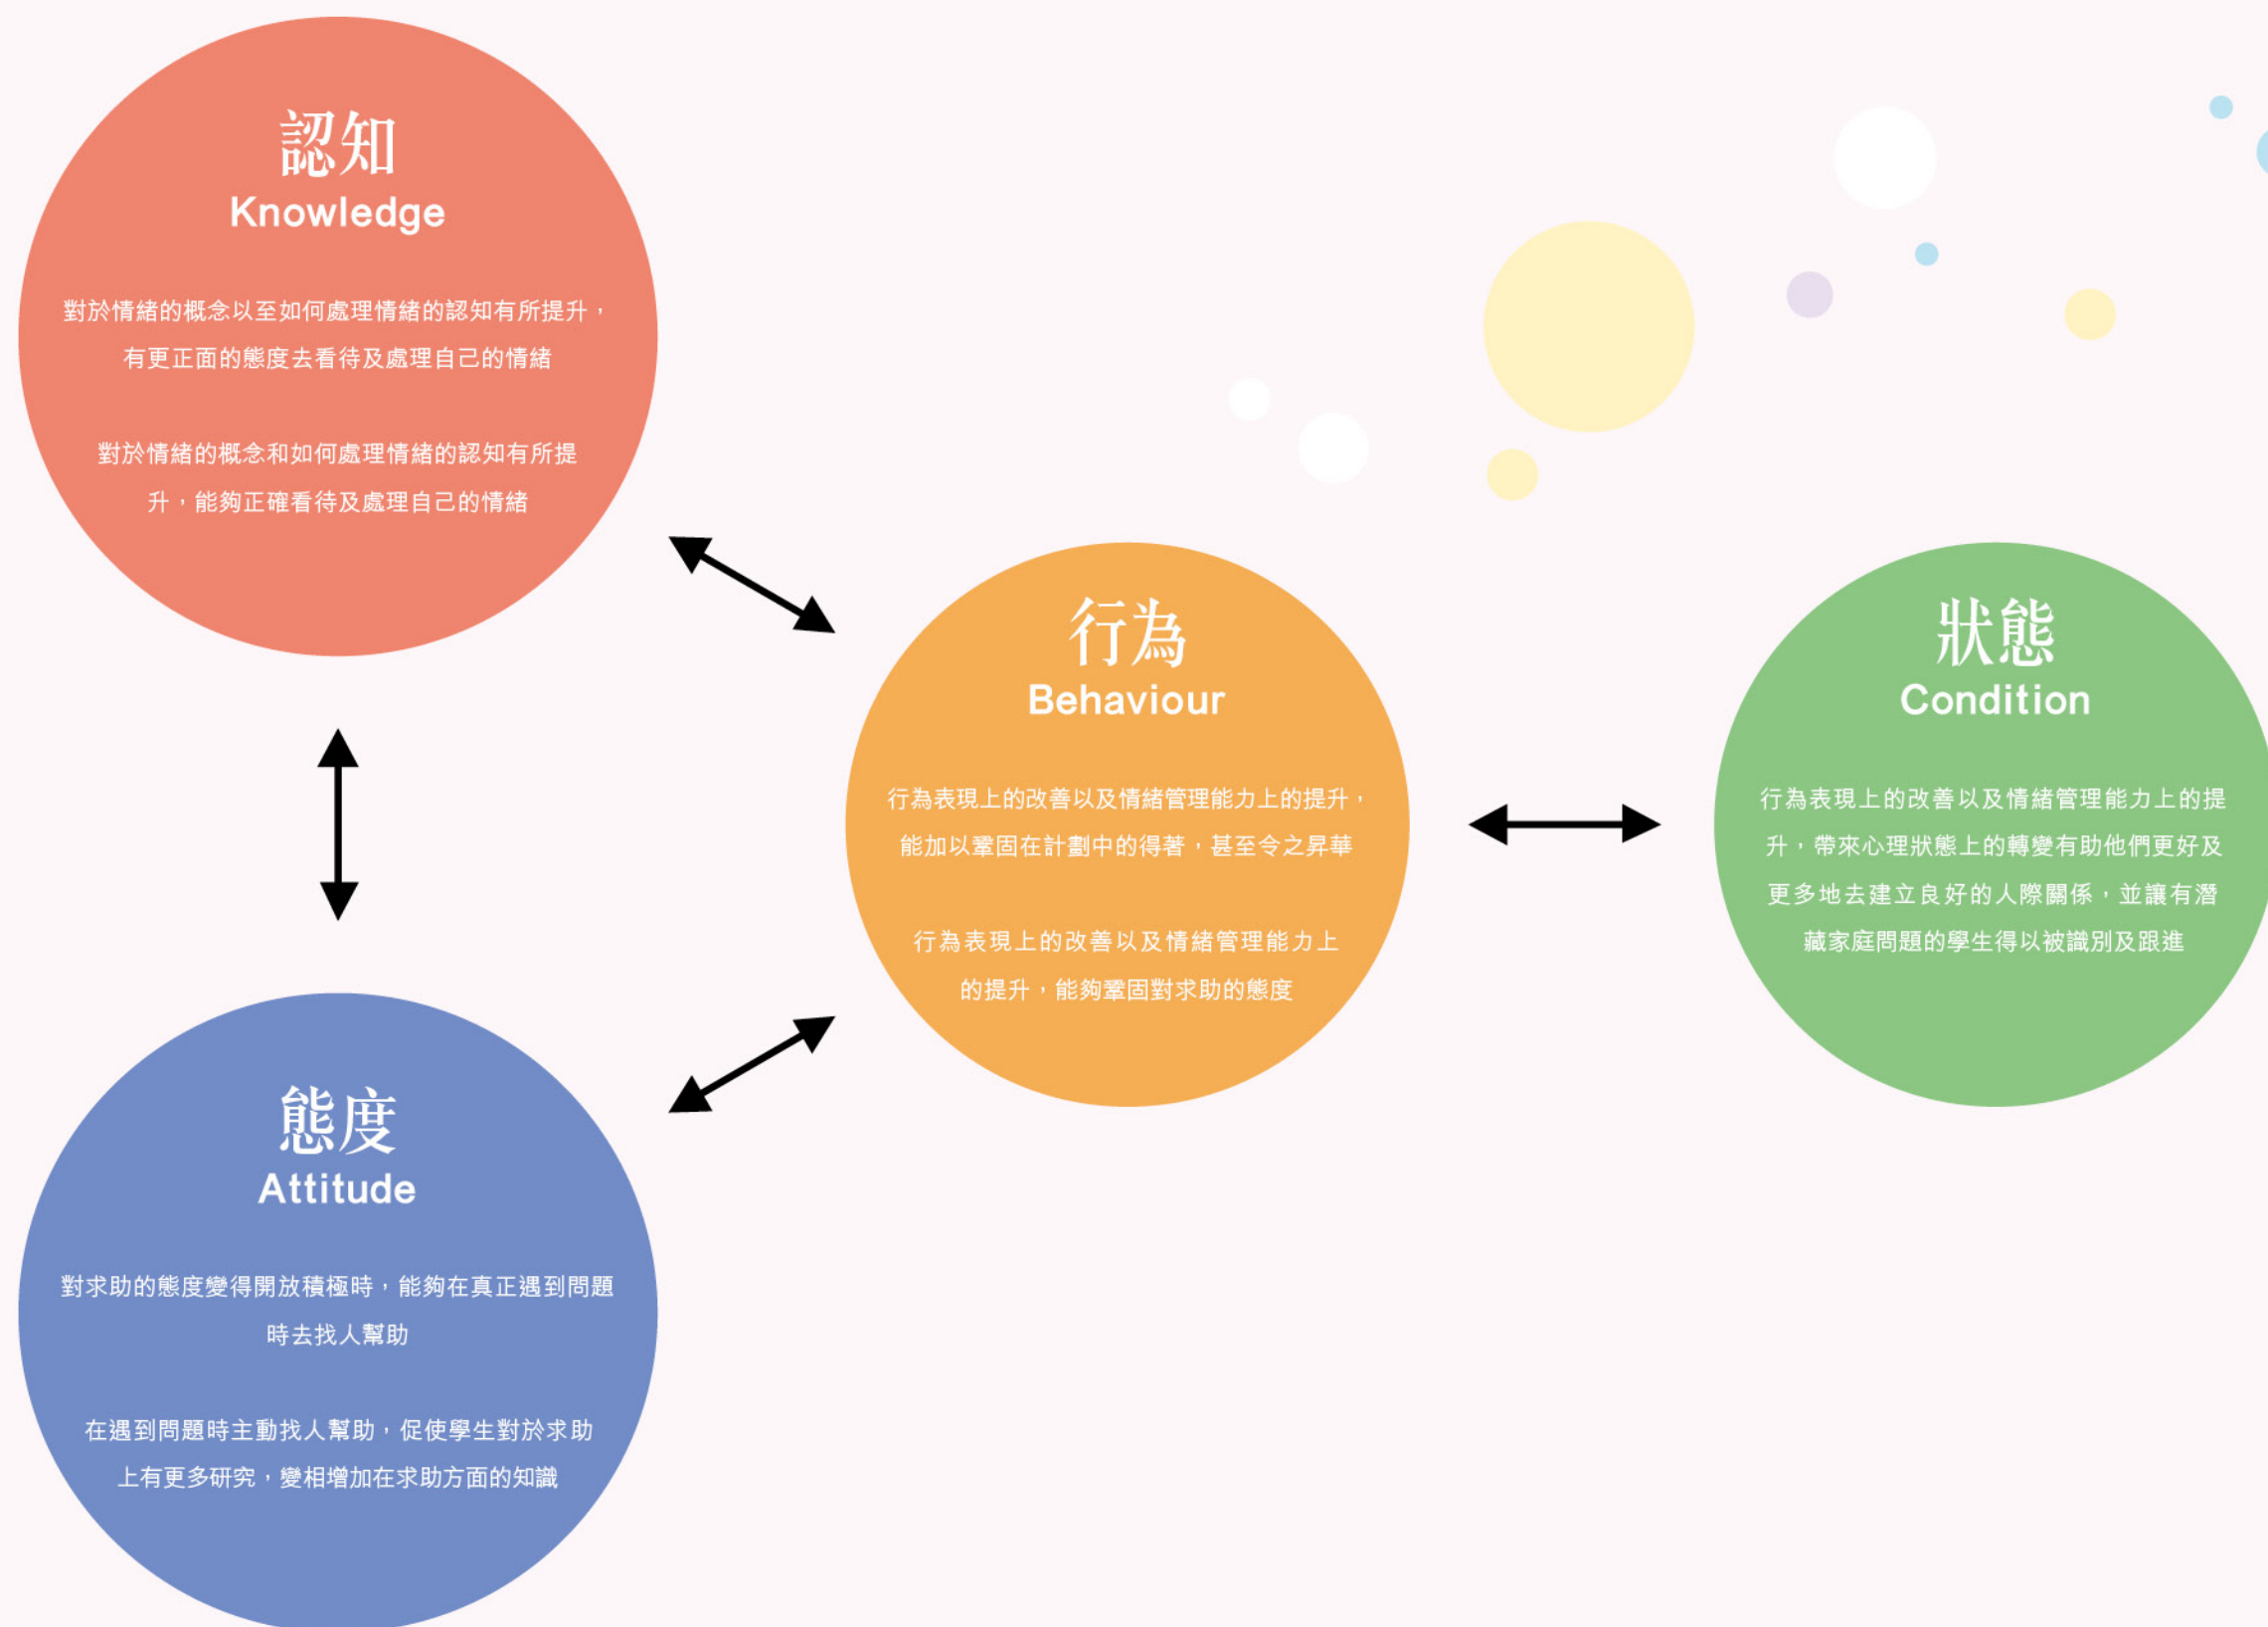 認知
Knowledge
對於情緒的概念以至如何處理情緒的認知有所提升，
有更正面的態度去看待及處理自己的情緒
對於情緒的概念和如何處理情緒的認知有所提
升，能夠正確看待及處理自己的情緒
行為
Behaviour
行為表現上的改善以及情緒管理能力上的提升，
能加以鞏固在計劃中的得著，甚至令之昇華
行為表現上的改善以及情緒管理能力上
的提升，能夠鞏固對求助的態度
狀態
Condition
行為表現上的改善以及情緒管理能力上的提
升，帶來心理狀態上的轉變有助他們更好及
更多地去建立良好的人際關係，並讓有潛
藏家庭問題的學生得以被識別及跟進
態度
Attitude
對求助的態度變得開放積極時，能夠在真正遇到問題
時去找人幫助
在遇到問題時主動找人幫助，促使學生對於求助
上有更多研究，變相增加在求助方面的知識